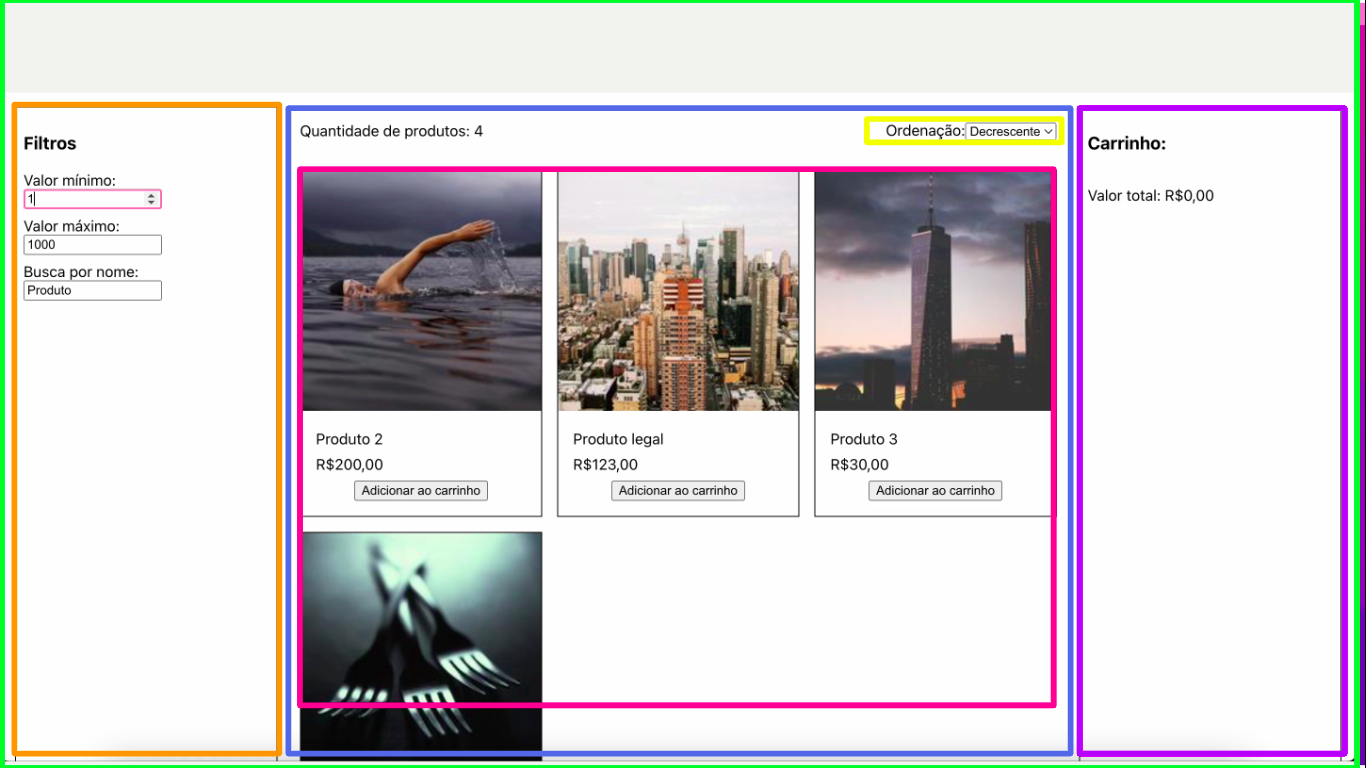 Filtros
Valor mínimo:
1
Valor máximo:
1000
Busca por nome:
Produto
Quantidade de produtos: 4
Ordenação: Decrescente
Produto 2
R$200,00
Adicionar ao carrinho
Produto legal
R$123,00
Adicionar ao carrinho
Produto 3
R$30,00
Adicionar ao carrinho
Carrinho:
Valor total: R$0,00